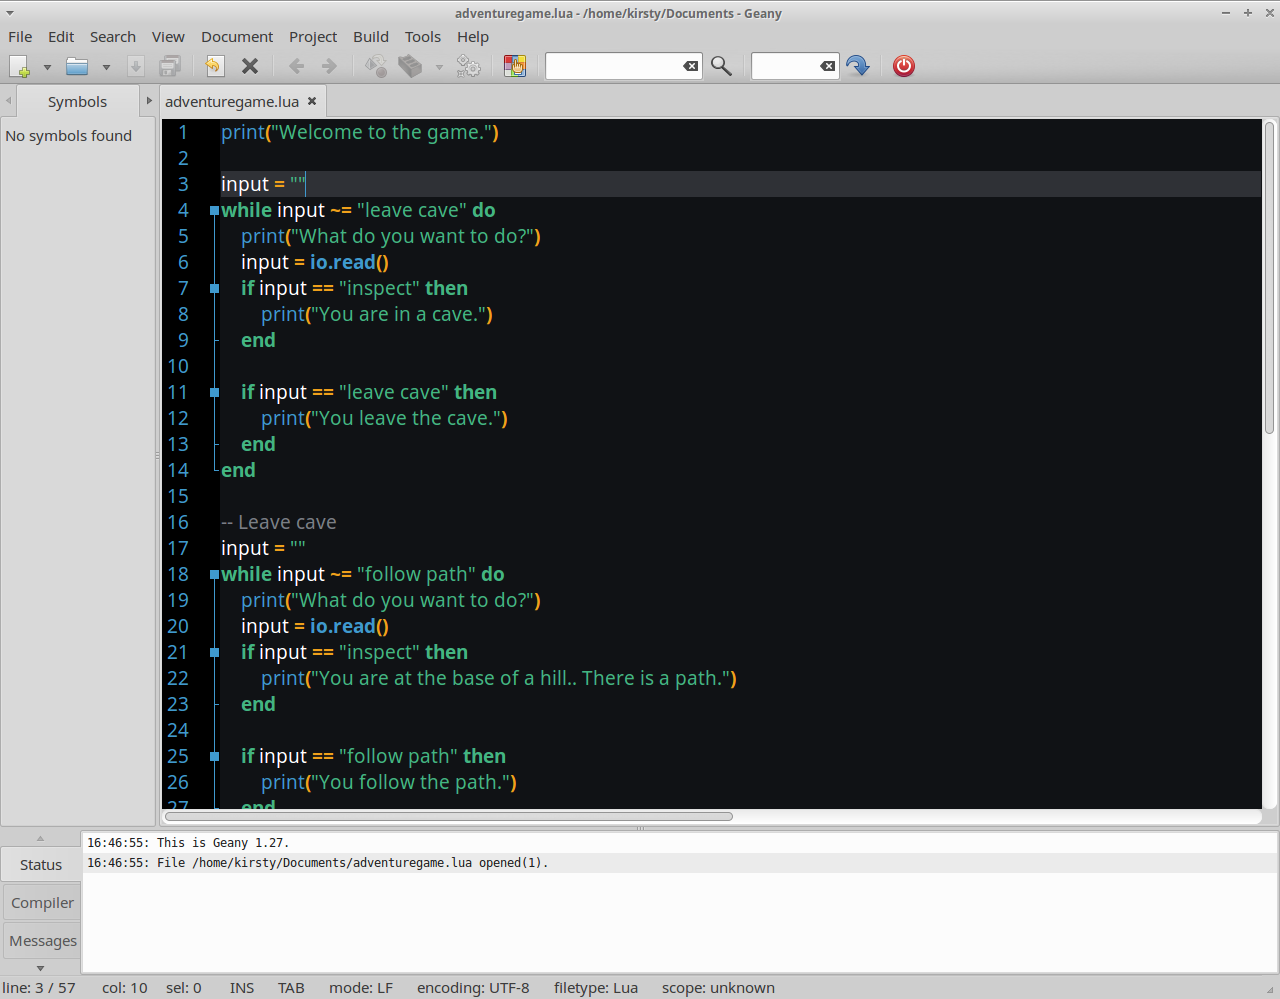 adventuregame.lua - /home/kirsty/Documents - Geany
File Edit Search View Document Project Build Tools Help
Symbols
adventuregame.lua
No symbols found
1 print("Welcome to the game.")
2
3 input = ""
4 while input ~= "leave cave" do
5 print("What do you want to do?")
6 input = io.read()
7 if input == "inspect" then
8 print("You are in a cave.")
9 end
10
11 if input == "leave cave" then
12 print("You leave the cave.")
13 end
14 end
15
16 -- Leave cave
17 input = ""
18 while input ~= "follow path" do
19 print("What do you want to do?")
20 input = io.read()
21 if input == "inspect" then
22 print("You are at the base of a hill.. There is a path.")
23 end
24
25 if input == "follow path" then
26 print("You follow the path.")
27 end
Status
Compiler
Messages
16:46:55: This is Geany 1.27.
16:46:55: File /home/kirsty/Documents/adventuregame.lua opened(1).
line: 3 / 57 col: 10 sel: 0 INS TAB mode: LF encoding: UTF-8 filetype: Lua scope: unknown